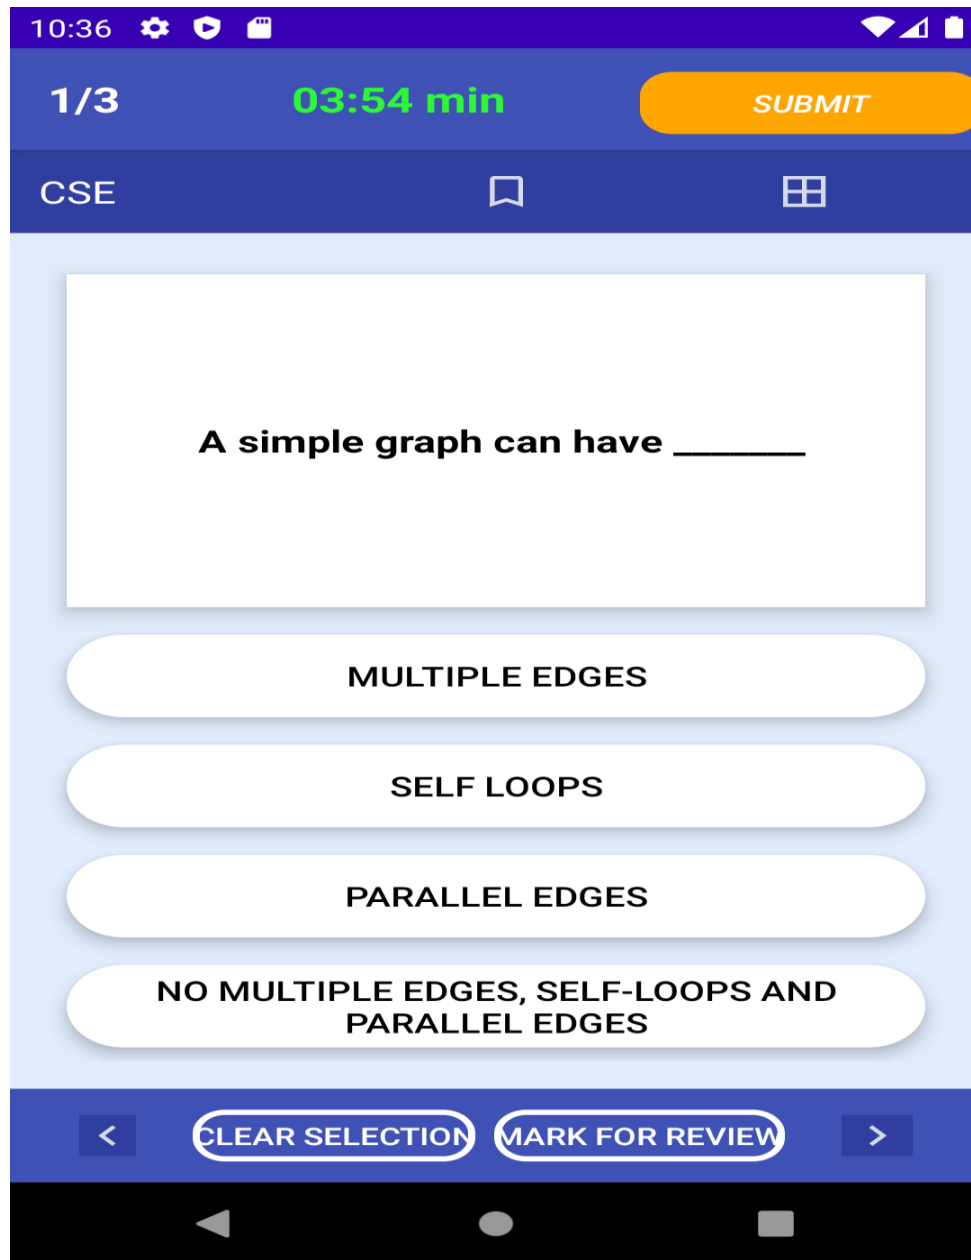 10:36
1/3 03:54 min SUBMIT
CSE
A simple graph can have _______
MULTIPLE EDGES
SELF LOOPS
PARALLEL EDGES
NO MULTIPLE EDGES, SELF-LOOPS AND
PARALLEL EDGES
< CLEAR SELECTION MARK FOR REVIEW >